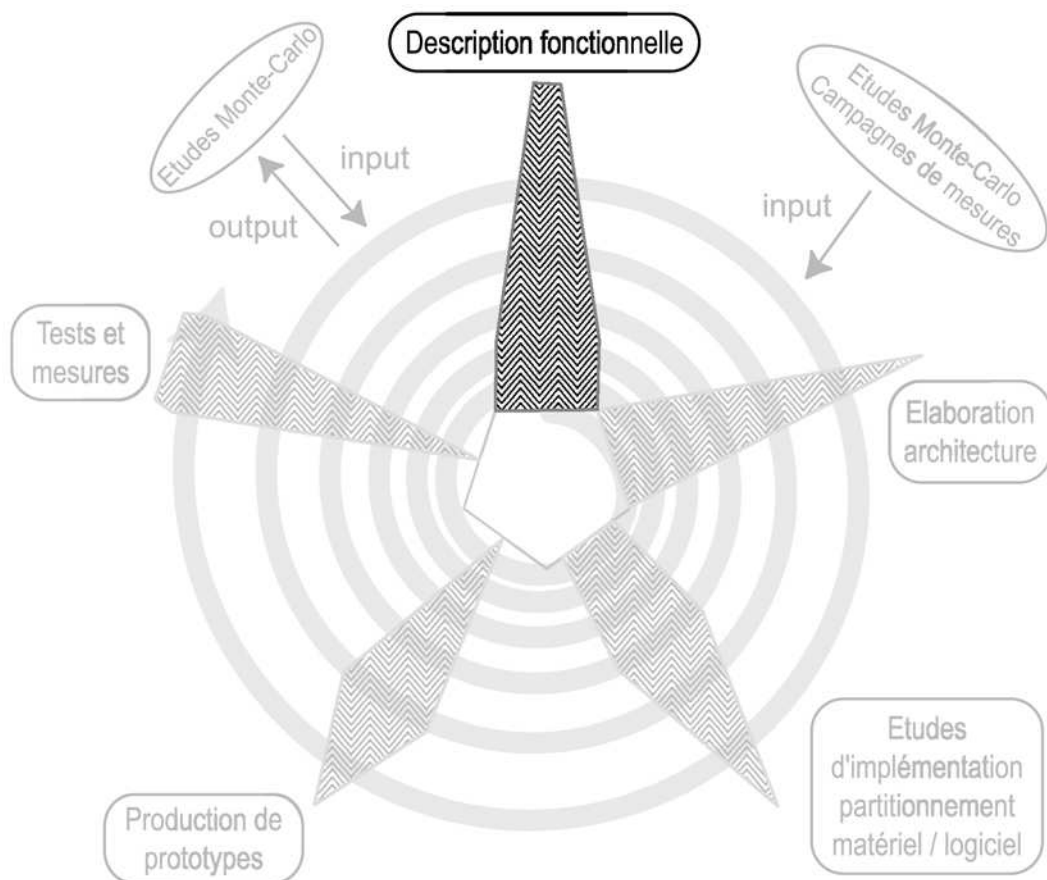 Description fonctionnelle
Etudes Monte-Carlo
input
output
Etudes Monte-Carlo
Campagnes de mesures
input
Tests et
mesures
Elaboration
architecture
Etudes
d'implémentation
partitionnement
matériel / logiciel
Production de
prototypes